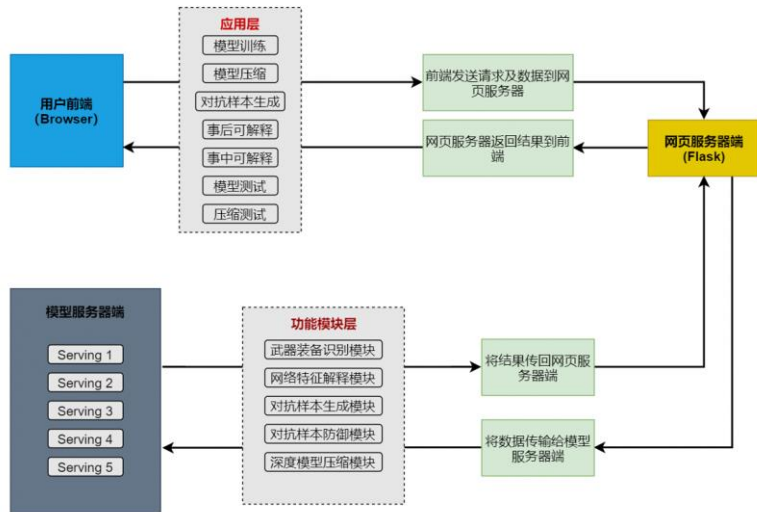 应用层
模型训练
模型压缩
对抗样本生成
事后可解释
事中可解释
模型测试
压缩测试
用户前端
(Browser)
前端发送请求及数据到网
页服务器
网页服务器返回结果到前
端
网页服务器端
(Flask)
模型服务器端
Serving 1
Serving 2
Serving 3
Serving 4
Serving 5
功能模块层
武器装备识别模块
网络特征解释模块
对抗样本生成模块
对抗样本防御模块
深度模型压缩模块
将结果传回网页服
务器端
将数据传输给模型
服务器端